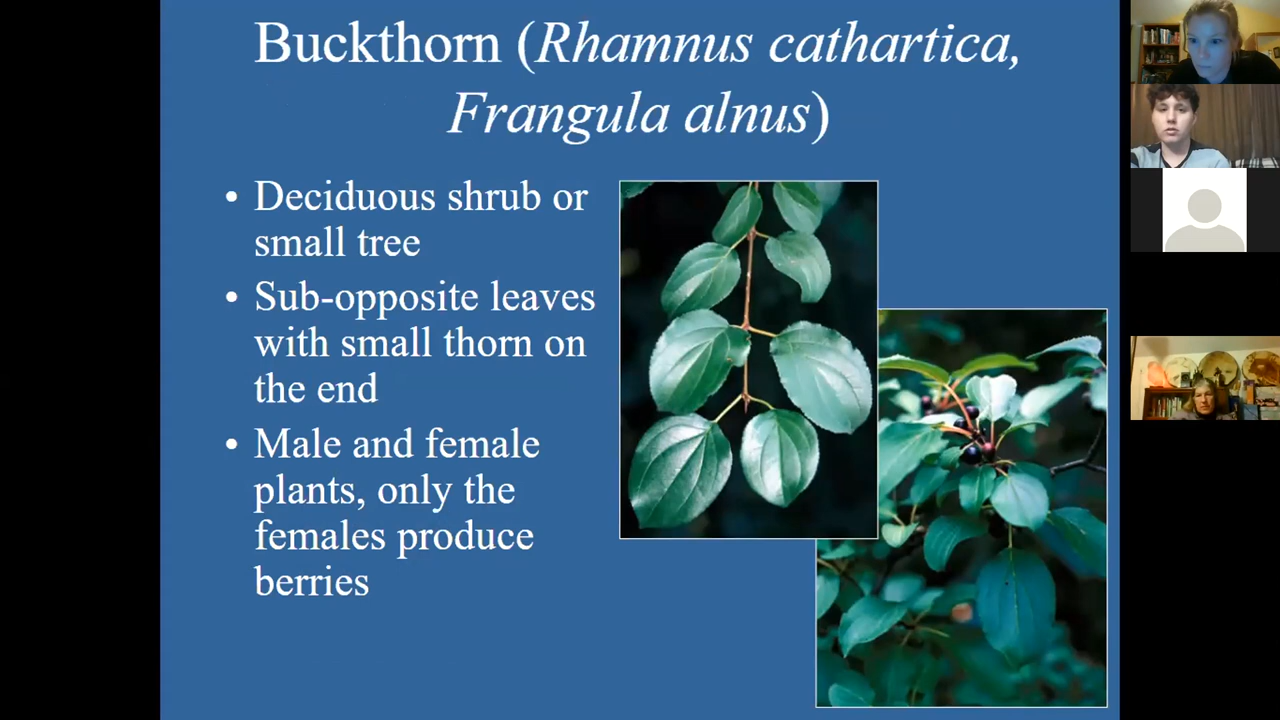 Buckthorn (Rhamnus cathartica,
Frangula alnus)
• Deciduous shrub or
small tree
• Sub-opposite leaves
with small thorn on
the end
• Male and female
plants, only the
females produce
berries